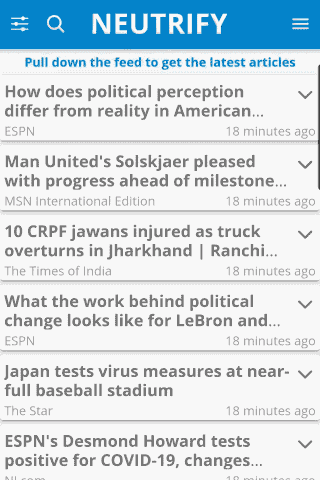 NEUTRIFY
Pull down the feed to get the latest articles
How does political perception
differ from reality in American...
ESPN 18 minutes ago
Man United's Solskjaer pleased
with progress ahead of milestone...
MSN International Edition 18 minutes ago
10 CRPF jawans injured as truck
overturns in Jharkhand | Ranchi...
The Times of India 18 minutes ago
What the work behind political
change looks like for LeBron and...
ESPN 18 minutes ago
Japan tests virus measures at near-
full baseball stadium
The Star 18 minutes ago
ESPN's Desmond Howard tests
positive for COVID-19, changes...
NJ.com 18 minutes ago